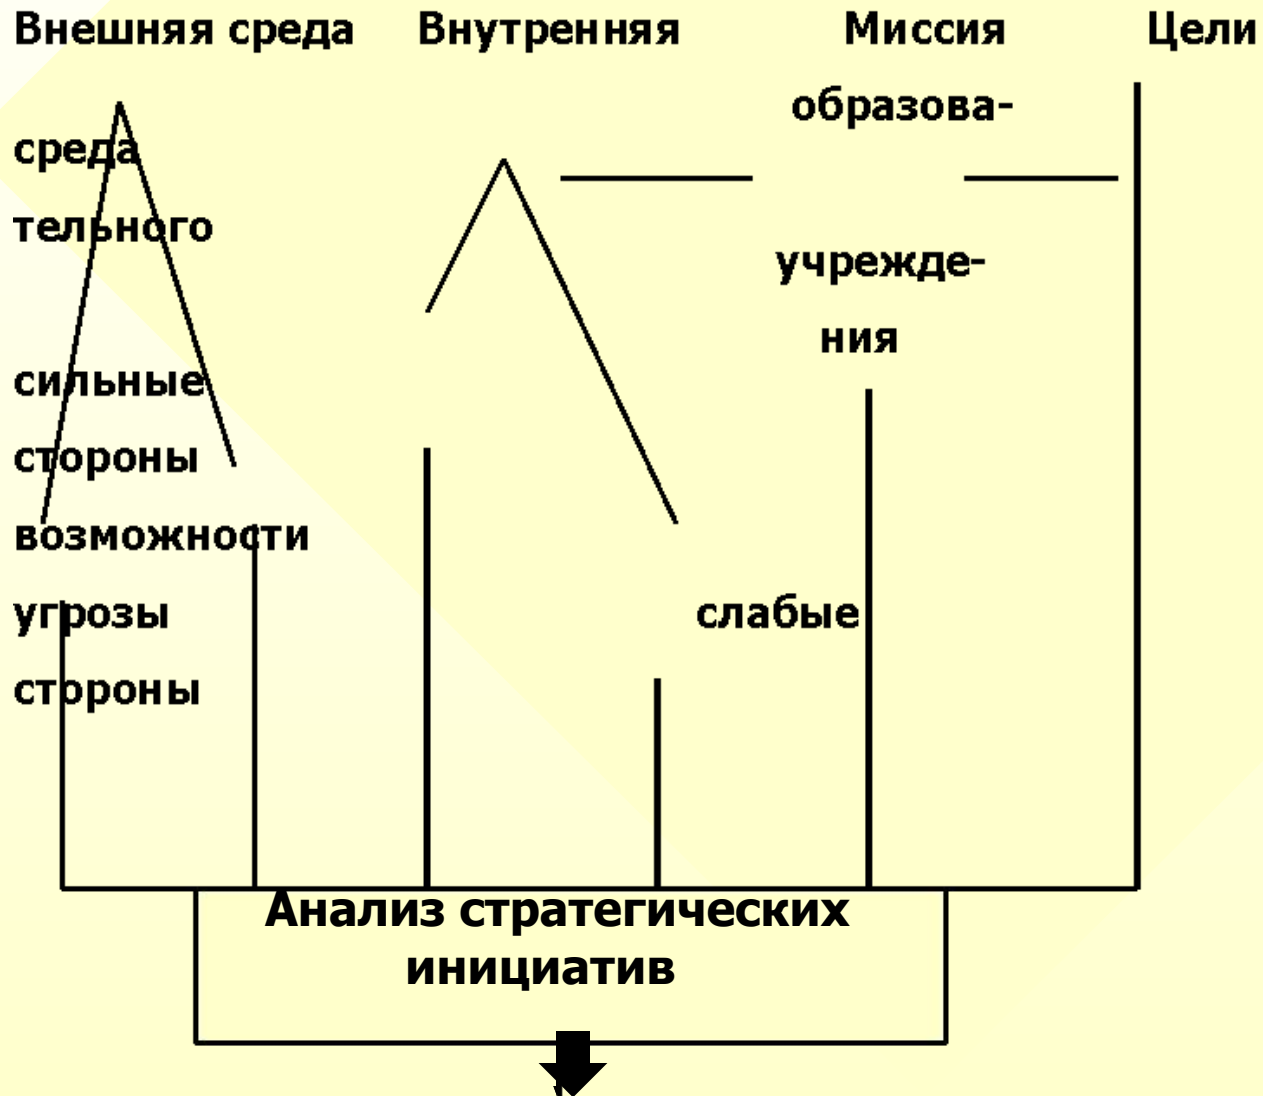 Внешняя среда Внутренняя Миссия Цели
образова-
среда
тельного
учрежде-
ния
сильные
стороны
возможности
угрозы слабые
стороны
Анализ стратегических
инициатив